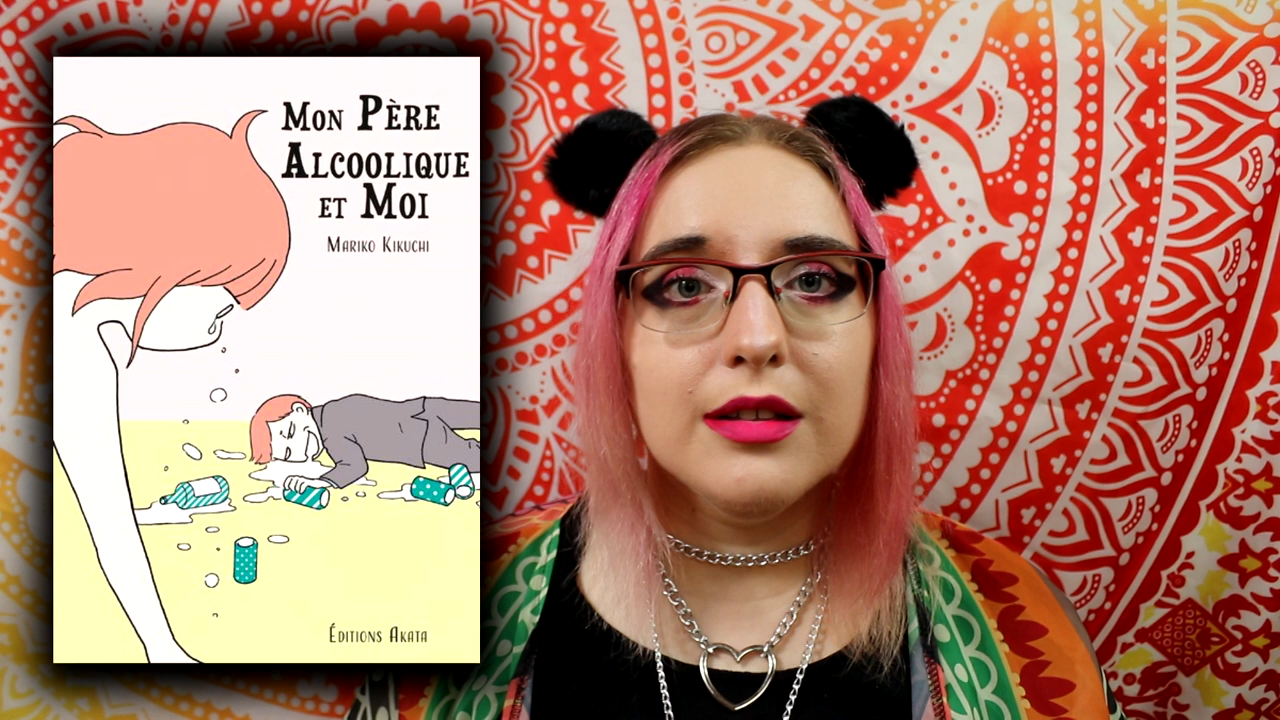 Mon Père
Alcoolique
et Moi
Mariko Kikuchi
Éditions Akata